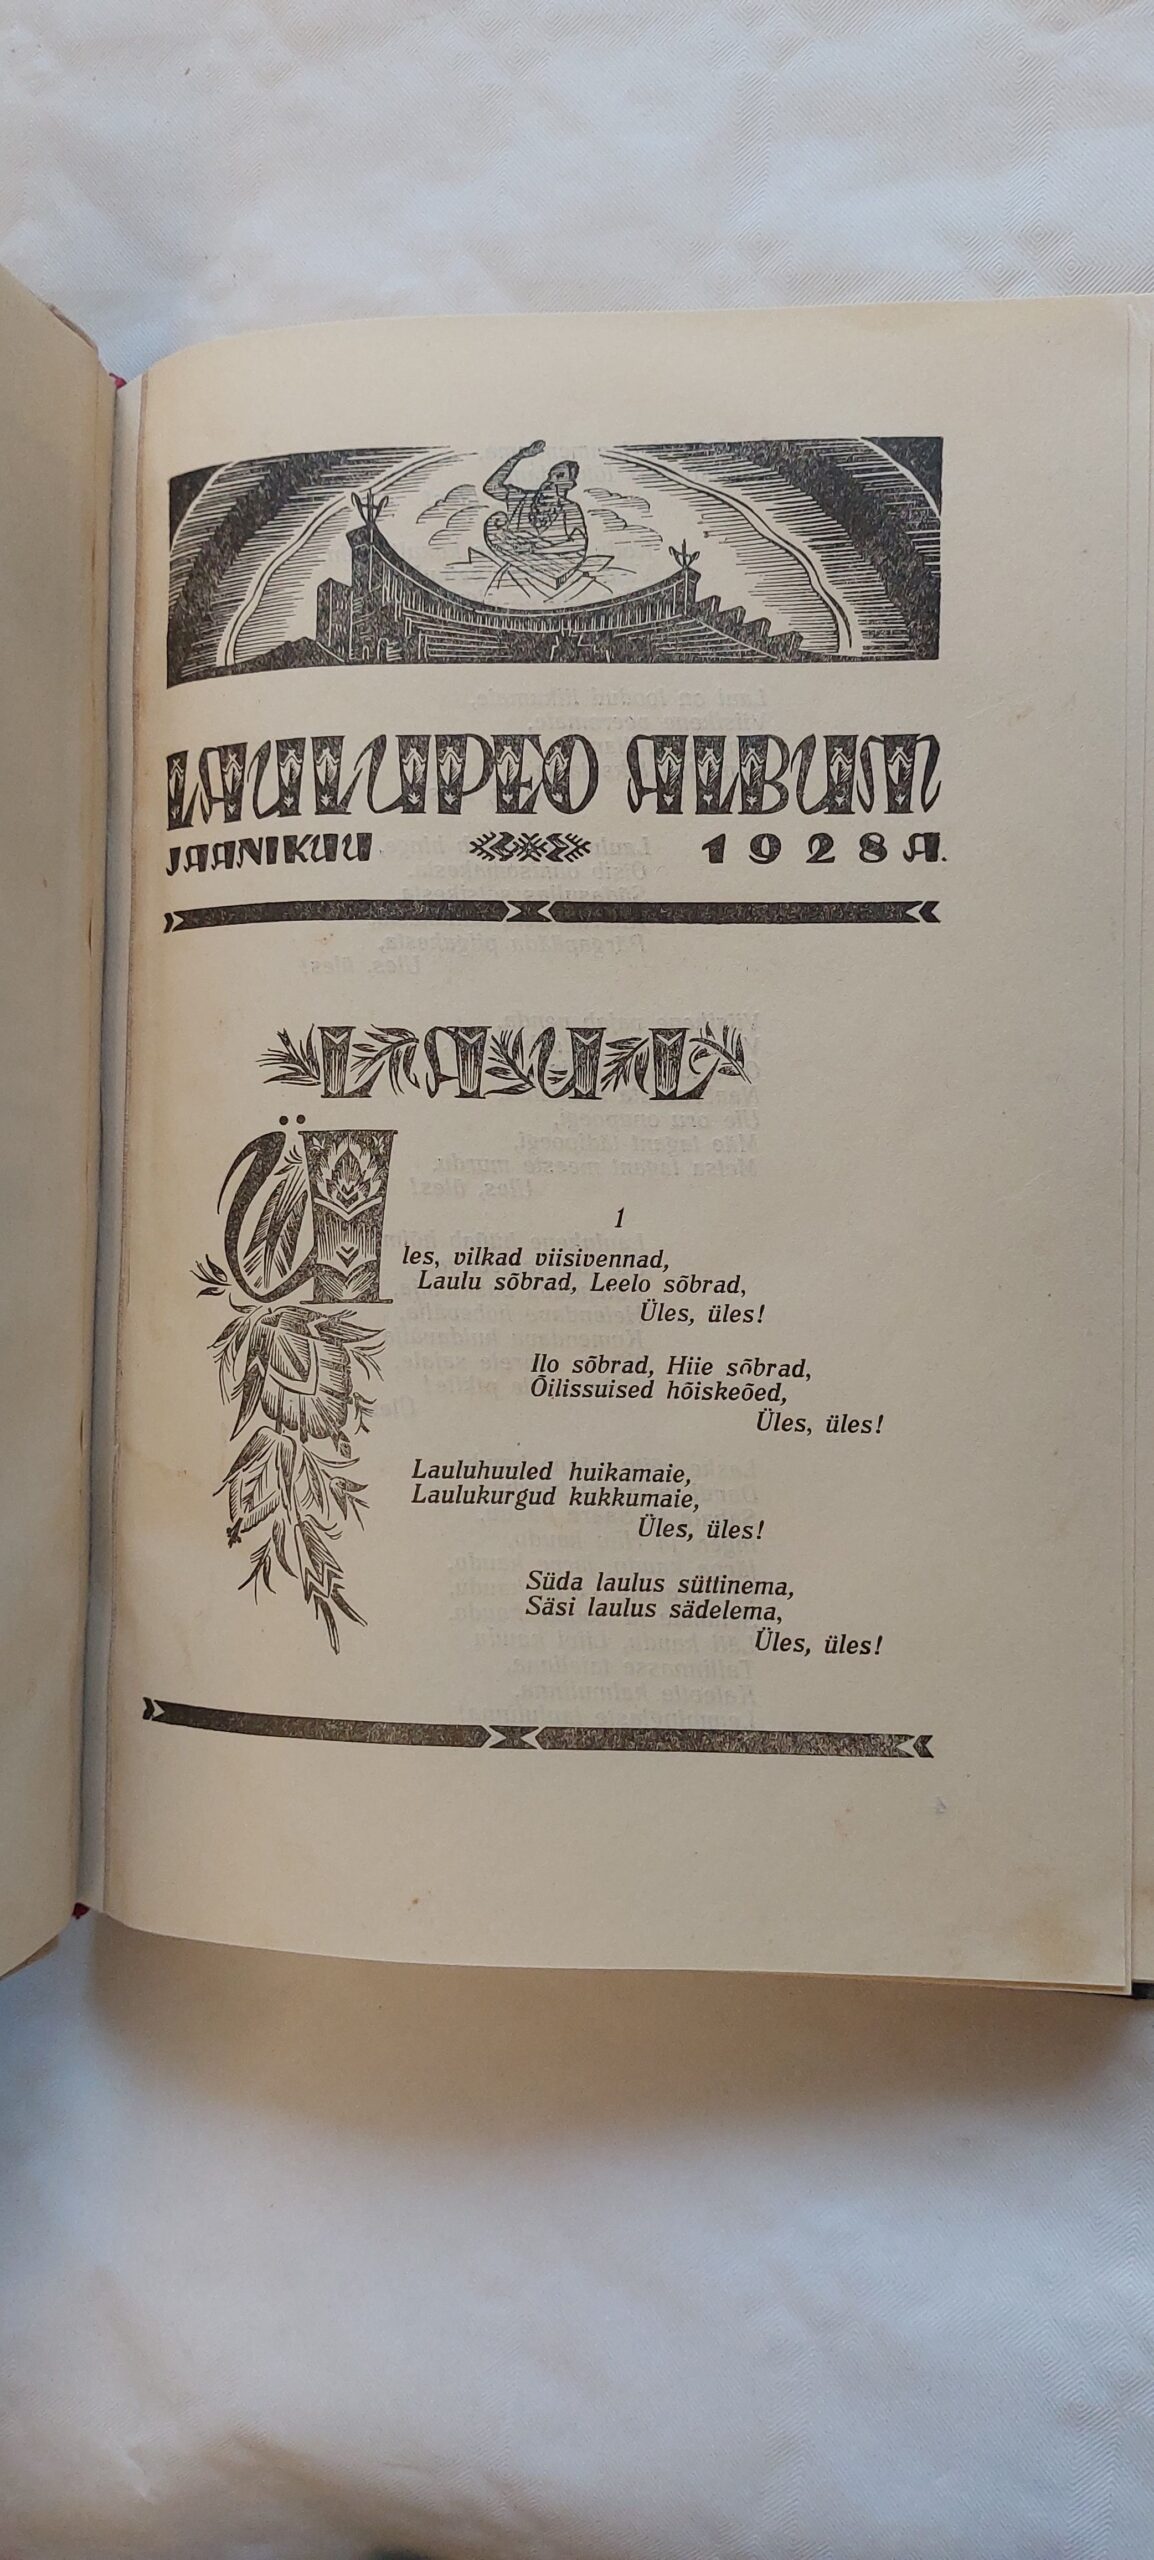 LAULUPEO ALBUM
JAANIKUU 1928 A.
LAUL
1
Üles, vilkad viisivennad,
Laulu sõbrad, Leelo sõbrad,
Üles, üles!
Ilo sõbrad, Hiie sõbrad,
Õilissuised hõiskeõed,
Üles, üles!
Lauluhuuled huikamaie,
Laulukurgud kukkumaie,
Üles, üles!
Süda laulus süttinema,
Säsi laulus sädelema,
Üles, üles!